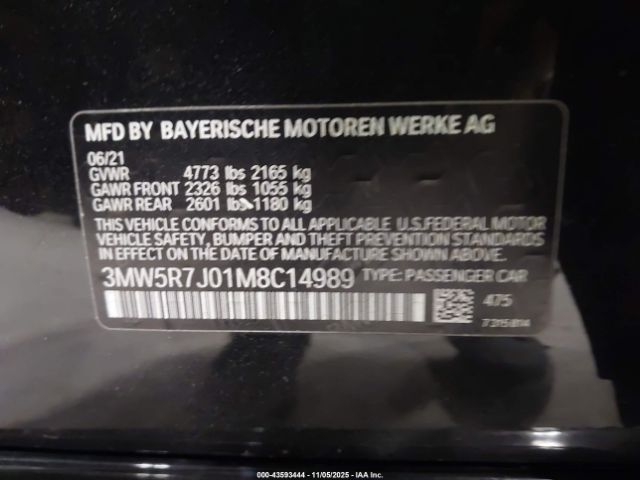 MFD BY BAYERISCHE MOTOREN WERKE AG
06/21
GVWR 4773 lbs 2165 kg
GAWR FRONT 2326 lbs 1055 kg
GAWR REAR 2601 lbs 1180 kg
THIS VEHICLE CONFORMS TO ALL APPLICABLE U.S.FEDERAL MOTOR
VEHICLE SAFETY, BUMPER AND THEFT PREVENTION STANDARDS
IN EFFECT ON THE DATE OF MANUFACTURE SHOWN ABOVE.
3MW5R7J01M8C14989 TYPE: PASSENGER CAR
475
7 315 814
000-43593444 - 11/05/2025 - IAA Inc.